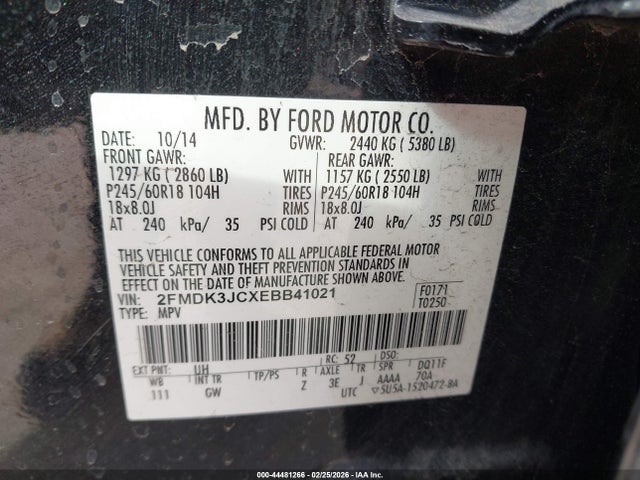 MFD. BY FORD MOTOR CO.
DATE: 10/14 GVWR: 2440 KG ( 5380 LB)
FRONT GAWR: REAR GAWR:
1297 KG ( 2860 LB) WITH 1157 KG ( 2550 LB) WITH
P245/60R18 104H TIRES P245/60R18 104H TIRES
18x8.0J RIMS 18x8.0J RIMS
AT 240 kPa/ 35 PSI COLD AT 240 kPa/ 35 PSI COLD
THIS VEHICLE CONFORMS TO ALL APPLICABLE FEDERAL MOTOR
VEHICLE SAFETY AND THEFT PREVENTION STANDARDS IN
EFFECT ON THE DATE OF MANUFACTURE SHOWN ABOVE.
VIN: 2FMDK3JCXEBB41021 F0171
TYPE: MPV T0250
EXT PNT: UH RC: 52 DSO:
WB INT TR TP/PS R AXLE TR SPR DQ11F
111 GW Z 3E J AAAA 70A
UTC ▽5U5A-1520472-BA
000-44481266 - 02/25/2026 - IAA Inc.